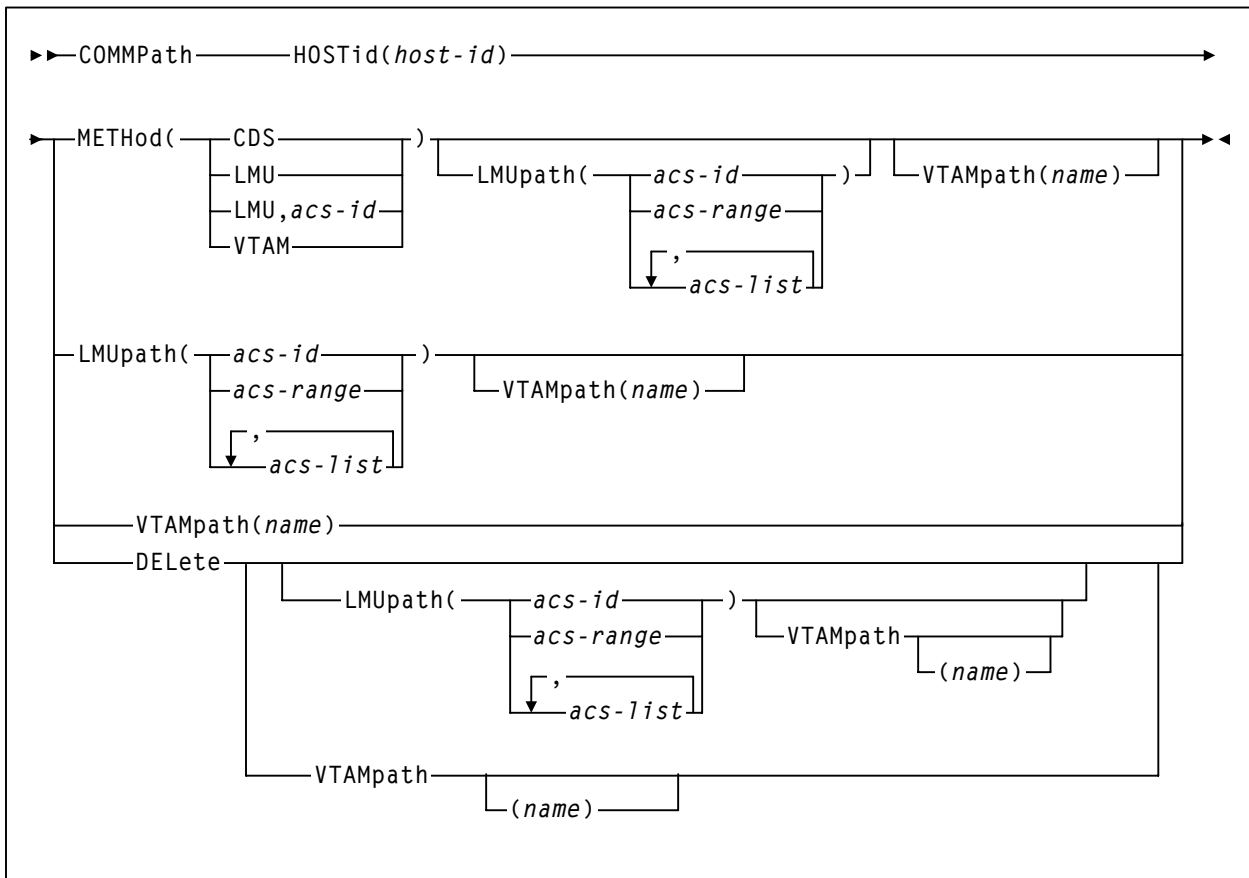 COMMPath HOSTid(host-id)
METHod( CDS )
LMUpath( acs-id ) VTAMpath(name)
LMU
acs-range
LMU,acs-id
VTAM
,
acs-list
LMUpath( acs-id )
VTAMpath(name)
acs-range
,
acs-list
VTAMpath(name)
DELete
LMUpath( acs-id )
acs-range VTAMpath
(name)
,
acs-list
VTAMpath
(name)